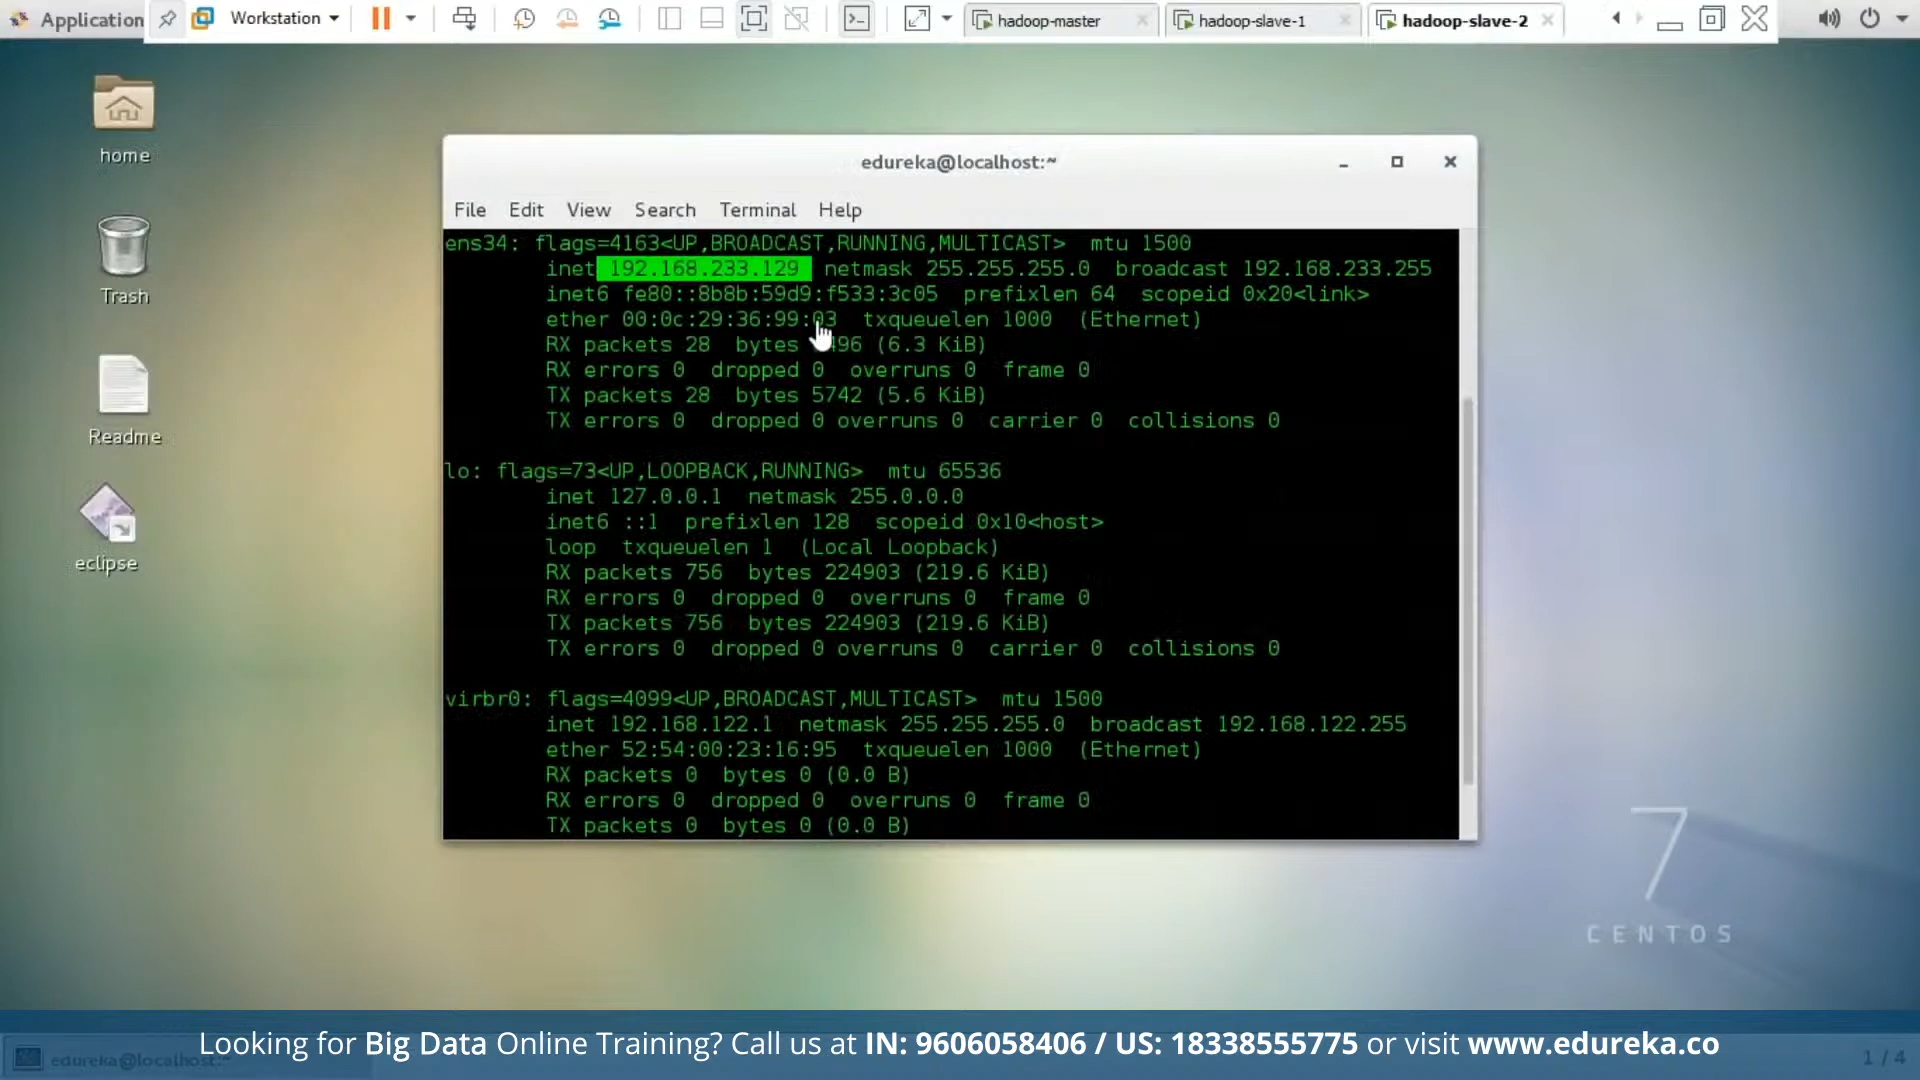 Application
Workstation
hadoop-master
hadoop-slave-1
hadoop-slave-2
home
Trash
Readme
eclipse
edureka@localhost:~
File Edit View Search Terminal Help
ens34: flags=4163<UP,BROADCAST,RUNNING,MULTICAST> mtu 1500
inet 192.168.233.129 netmask 255.255.255.0 broadcast 192.168.233.255
inet6 fe80::8b8b:59d9:f533:3c05 prefixlen 64 scopeid 0x20<link>
ether 00:0c:29:36:99:03 txqueuelen 1000 (Ethernet)
RX packets 28 bytes (6.3 KiB)
RX errors 0 dropped 0 overruns 0 frame 0
TX packets 28 bytes 5742 (5.6 KiB)
TX errors 0 dropped 0 overruns 0 carrier 0 collisions 0
lo: flags=73<UP,LOOPBACK,RUNNING> mtu 65536
inet 127.0.0.1 netmask 255.0.0.0
inet6 ::1 prefixlen 128 scopeid 0x10<host>
loop txqueuelen 1 (Local Loopback)
RX packets 756 bytes 224903 (219.6 KiB)
RX errors 0 dropped 0 overruns 0 frame 0
TX packets 756 bytes 224903 (219.6 KiB)
TX errors 0 dropped 0 overruns 0 carrier 0 collisions 0
virbr0: flags=4099<UP,BROADCAST,MULTICAST> mtu 1500
inet 192.168.122.1 netmask 255.255.255.0 broadcast 192.168.122.255
ether 52:54:00:23:16:95 txqueuelen 1000 (Ethernet)
RX packets 0 bytes 0 (0.0 B)
RX errors 0 dropped 0 overruns 0 frame 0
TX packets 0 bytes 0 (0.0 B)
7
CENTOS
Looking for Big Data Online Training? Call us at IN: 9606058406 / US: 18338555775 or visit www.edureka.co
edureka@localhost:~
1 / 4